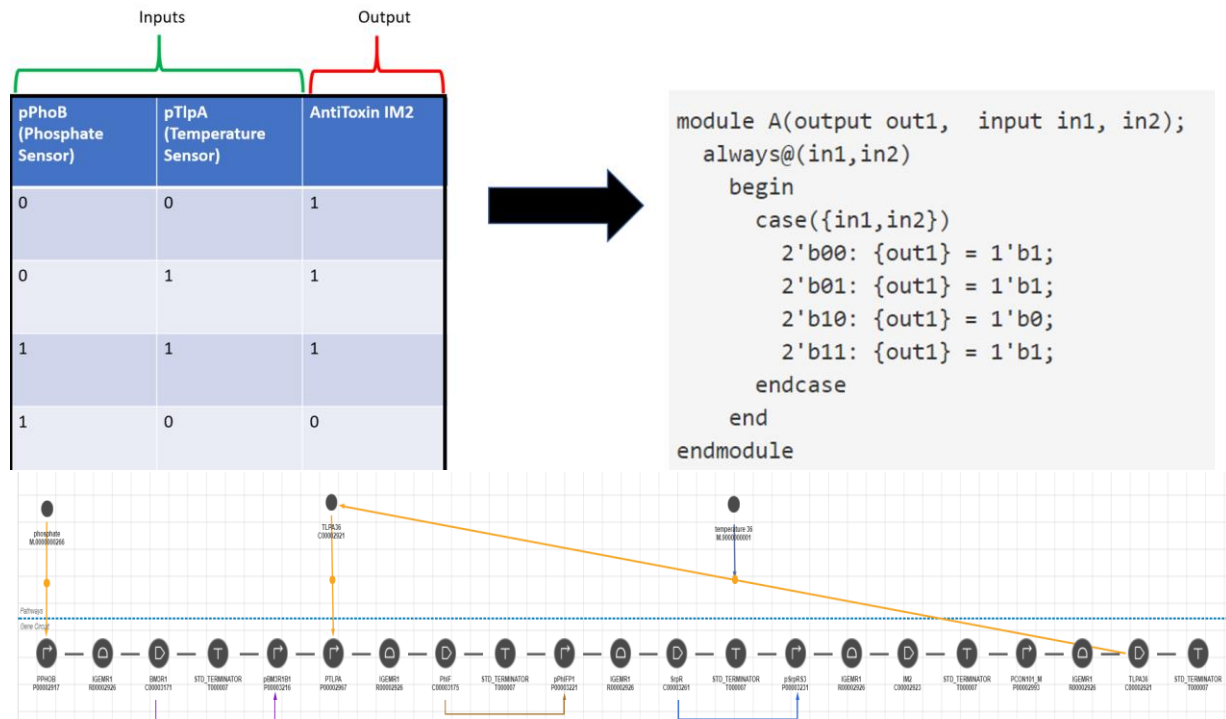 Inputs
Output
pPhoB
(Phosphate
Sensor)
pTlpA
(Temperature
Sensor)
AntiToxin IM2
0 0 1
0 1 1
1 1 1
1 0 0
module A(output out1,  input in1, in2);
always@(in1,in2)
begin
case({in1,in2})
2'b00: {out1} = 1'b1;
2'b01: {out1} = 1'b1;
2'b10: {out1} = 1'b0;
2'b11: {out1} = 1'b1;
endcase
end
endmodule
phosphate
M.0000000266
TLPA36
C00002921
temperature 36
M.9000000001
Pathways
Gene Circuit
PPHOB
P00002917
IGEMR1
R00002926
BM3R1
C00003171
STD_TERMINATOR
T000007
pBM3R1B1
P00003216
PTLPA
P00002967
IGEMR1
R00002926
PhlF
C00003175
STD_TERMINATOR
T000007
pPhlFP1
P00003221
IGEMR1
R00002926
SrpR
C00003261
STD_TERMINATOR
T000007
pSrpRS3
P00003231
IGEMR1
R00002926
IM2
C00002923
STD_TERMINATOR
T000007
PCON101_M
P00002993
IGEMR1
R00002926
TLPA36
C00002921
STD_TERMINATOR
T000007